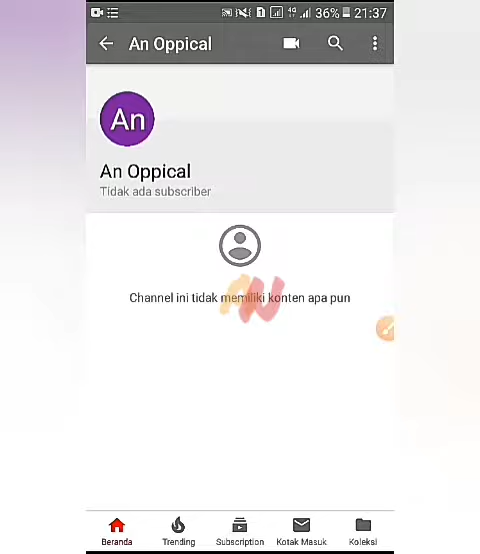 36% 21:37
An Oppical
An
An Oppical
Tidak ada subscriber
Channel ini tidak memiliki konten apa pun
AN
Beranda Trending Subscription Kotak Masuk Koleksi